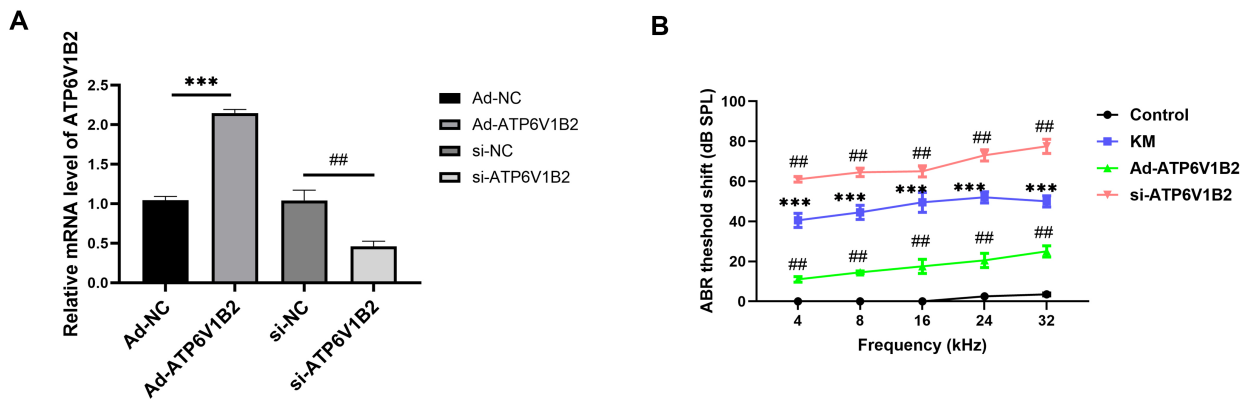 A
Relative mRNA level of ATP6V1B2
2.5
2.0
1.5
1.0
0.5
0.0
***
##
Ad-NC
Ad-ATP6V1B2
si-NC
si-ATP6V1B2
Ad-NC
Ad-ATP6V1B2
si-NC
si-ATP6V1B2
B
ABR theshold shift (dB SPL)
100
80
60
40
20
0
## ## ## ## ##
*** *** *** *** ***
## ## ## ## ##
4 8 16 24 32
Frequency (kHz)
Control
KM
Ad-ATP6V1B2
si-ATP6V1B2